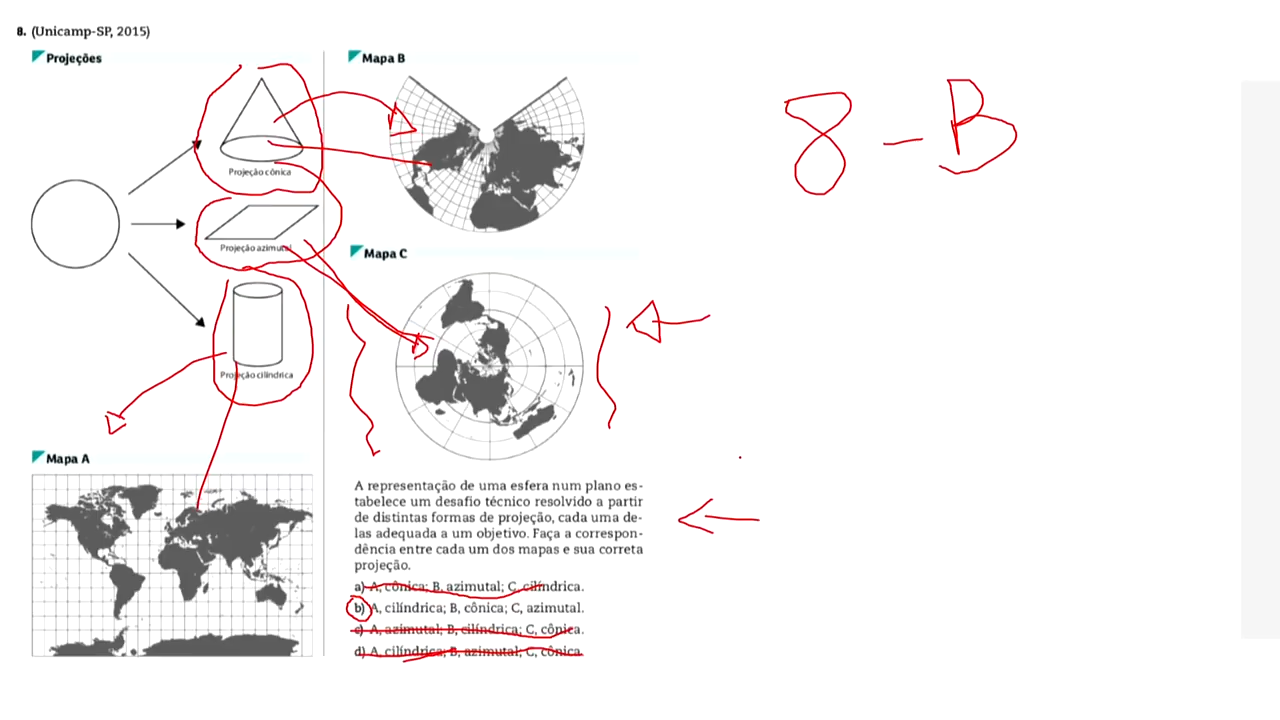 8. (Unicamp-SP, 2015)
Projeções
Projeção cônica
Projeção azimutal
Projeção cilíndrica
Mapa A
Mapa B
Mapa C
A representação de uma esfera num plano es-
tabelece um desafio técnico resolvido a partir
de distintas formas de projeção, cada uma de-
las adequada a um objetivo. Faça a correspon-
dência entre cada um dos mapas e sua correta
projeção.
a) A, cônica; B, azimutal; C, cilíndrica.
b) A, cilíndrica; B, cônica; C, azimutal.
c) A, azimutal; B, cilíndrica; C, cônica.
d) A, cilíndrica; B, azimutal; C, cônica.
8 - B